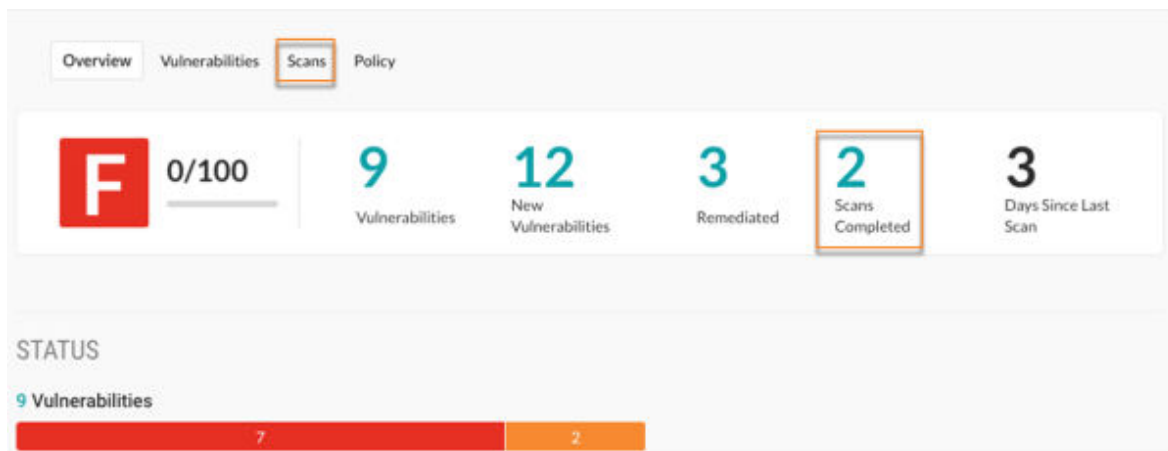 Overview Vulnerabilities Scans Policy
F 0/100
9
Vulnerabilities
12
New
Vulnerabilities
3
Remediated
2
Scans
Completed
3
Days Since Last
Scan
STATUS
9 Vulnerabilities
7 2